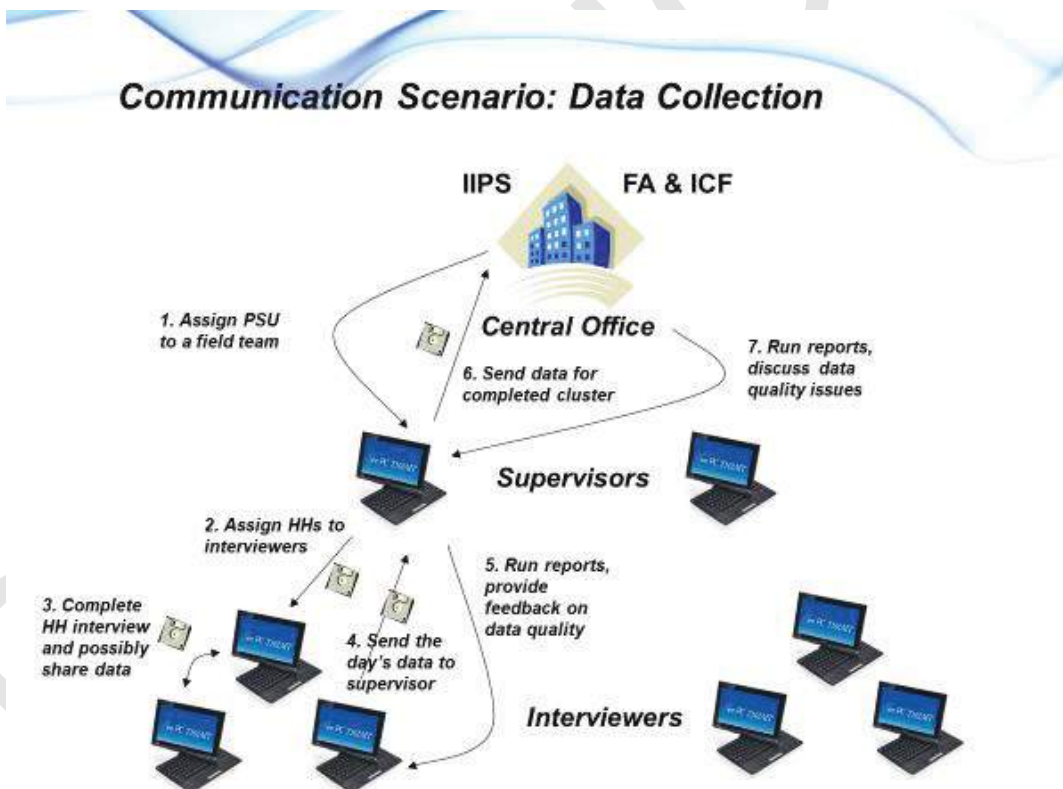 Communication Scenario: Data Collection
IIPS
FA & ICF
Central Office
1. Assign PSU
to a field team
6. Send data for
completed cluster
7. Run reports,
discuss data
quality issues
Supervisors
2. Assign HHs to
interviewers
5. Run reports,
provide
feedback on
data quality
3. Complete
HH interview
and possibly
share data
4. Send the
day's data to
supervisor
Interviewers